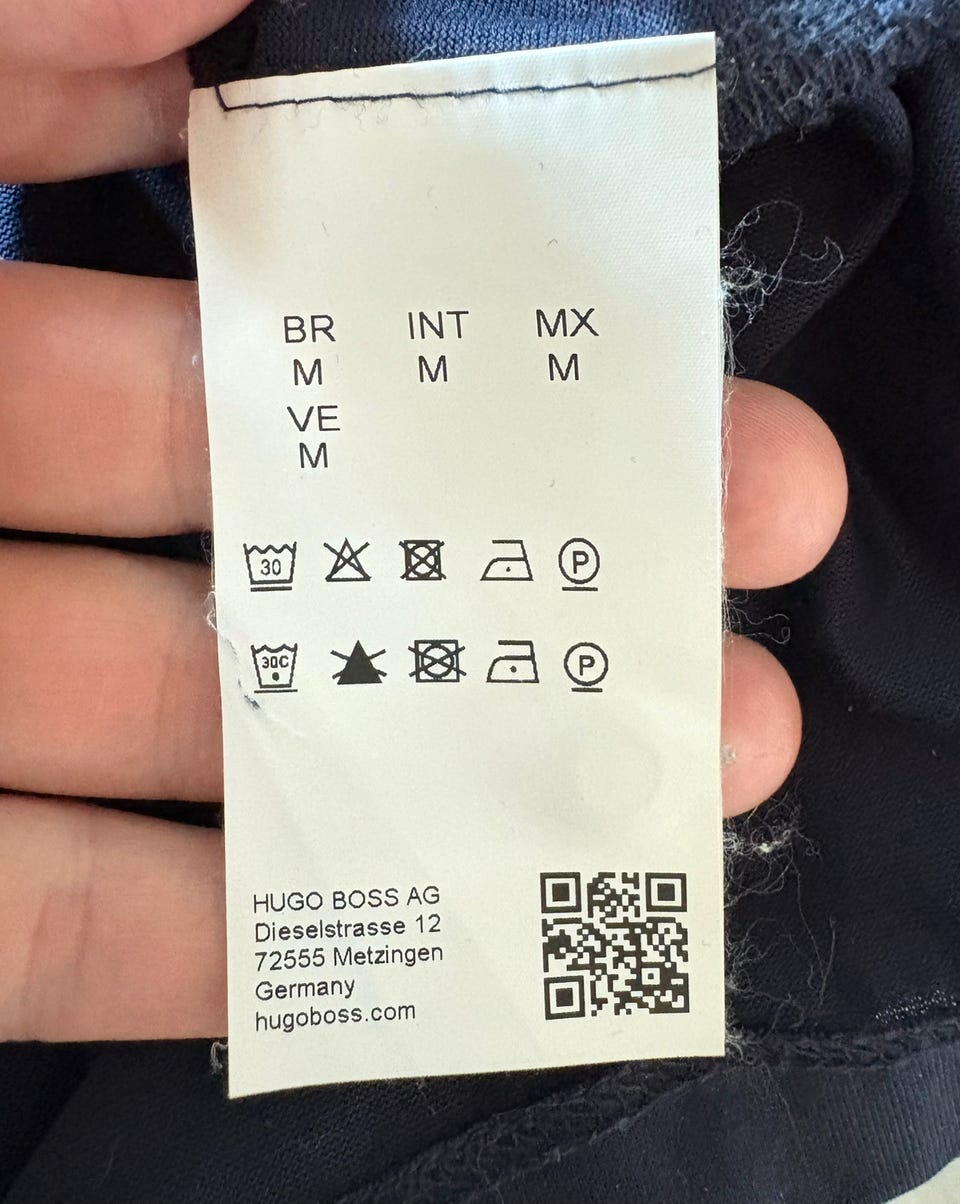 BR INT MX
M M M
VE
M
30 P
30C P
HUGO BOSS AG
Dieselstrasse 12
72555 Metzingen
Germany
hugoboss.com